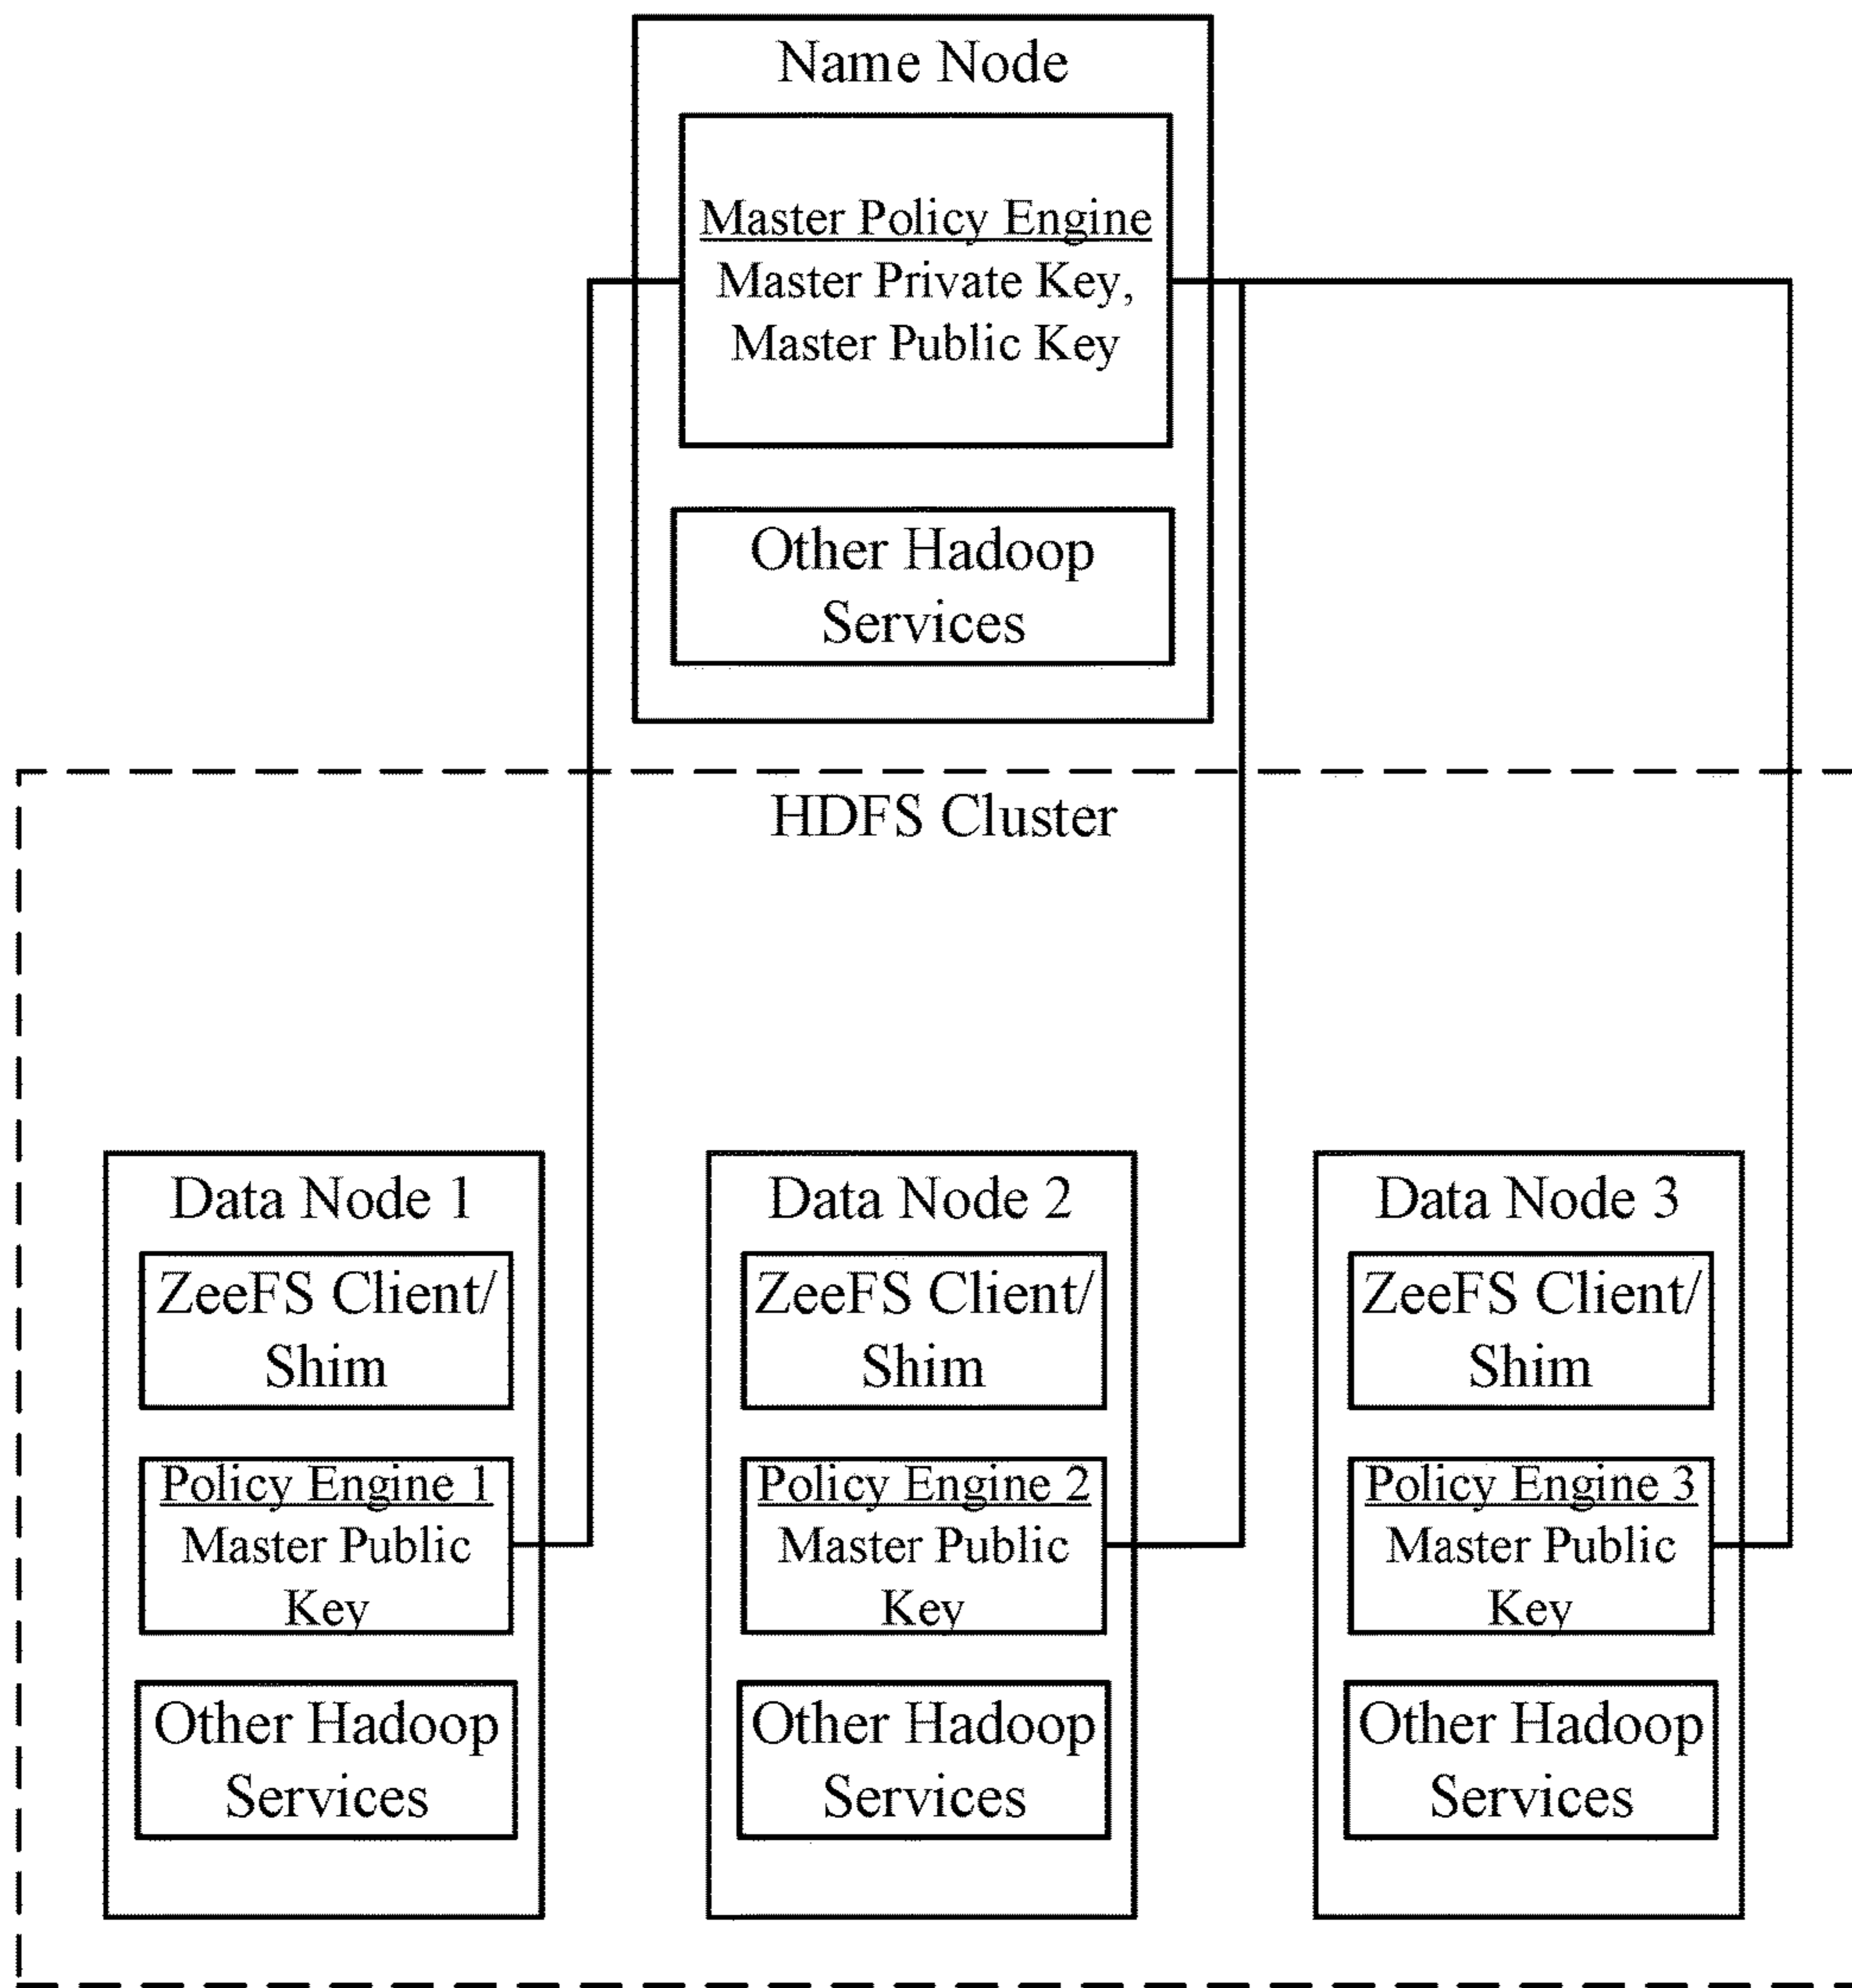 Name Node
Master Policy Engine
Master Private Key,
Master Public Key
Other Hadoop
Services
HDFS Cluster
Data Node 1
ZeeFS Client/
Shim
Policy Engine 1
Master Public
Key
Other Hadoop
Services
Data Node 2
ZeeFS Client/
Shim
Policy Engine 2
Master Public
Key
Other Hadoop
Services
Data Node 3
ZeeFS Client/
Shim
Policy Engine 3
Master Public
Key
Other Hadoop
Services